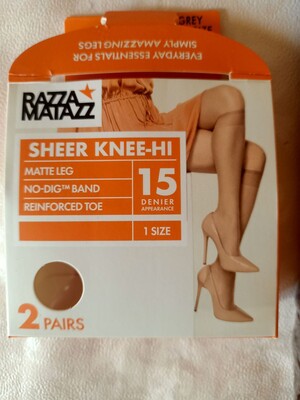 GREY
EVERYDAY ESSENTIALS FOR
SIMPLY AMAZZING LEGS
RAZZA
MATAZZ
SHEER KNEE-HI
MATTE LEG
NO-DIG™ BAND
REINFORCED TOE
15
DENIER
APPEARANCE
1 SIZE
2 PAIRS